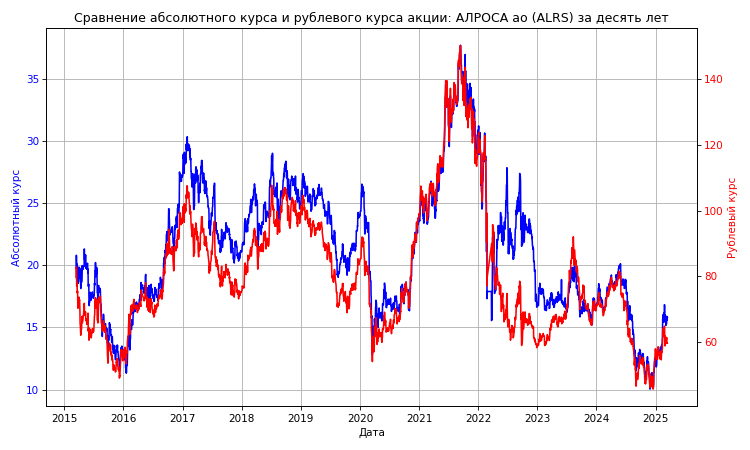 Сравнение абсолютного курса и рублевого курса акции: АЛРОСА ао (ALRS) за десять лет
35
30
25
20
15
10
Абсолютный курс
140
120
100
80
60
Рублевый курс
2015 2016 2017 2018 2019 2020 2021 2022 2023 2024 2025
Дата